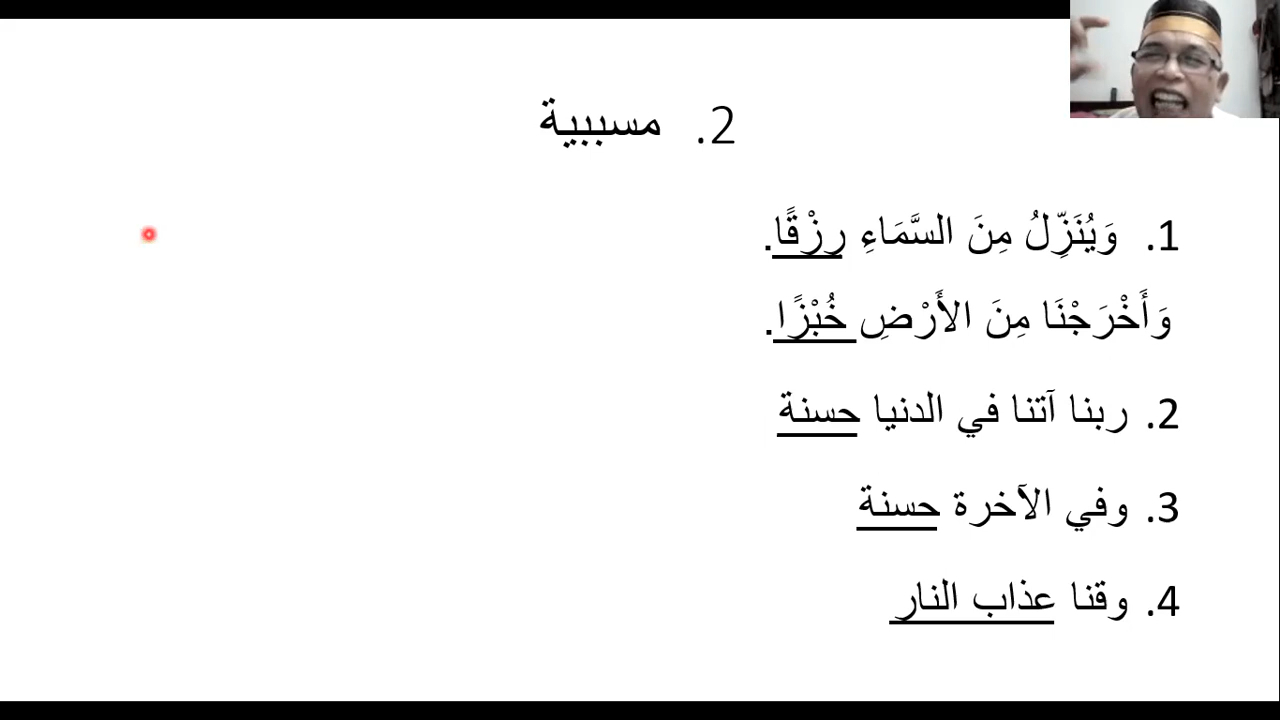 2. مسببية
1. وَيُنَزِّلُ مِنَ السَّمَاءِ رِزْقًا.
وَأَخْرَجْنَا مِنَ الأَرْضِ خُبْزًا.
2. ربنا آتنا في الدنيا حسنة
3. وفي الآخرة حسنة
4. وقنا عذاب النار